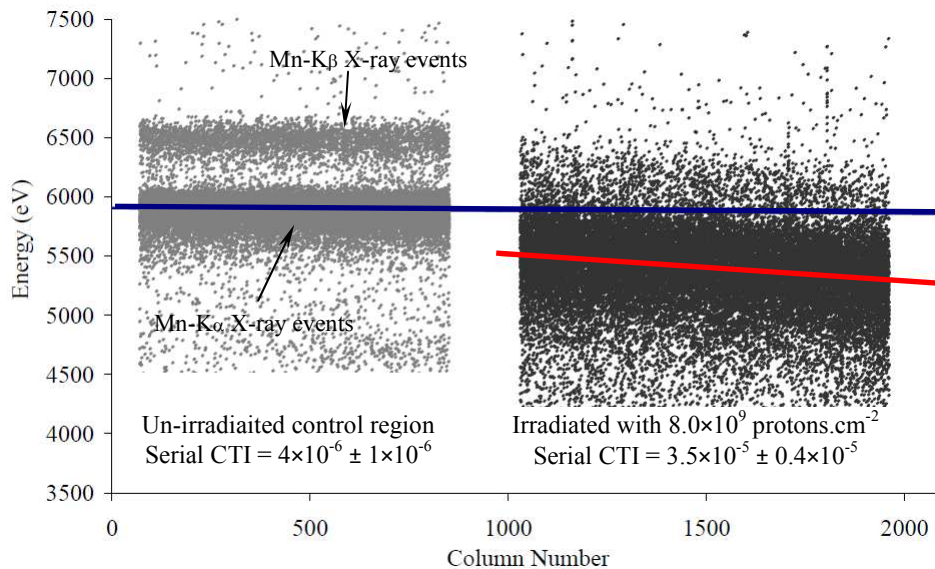 7500
7000
6500
6000
5500
5000
4500
4000
3500
Energy (eV)
Mn-Kβ X-ray events
Mn-Kα X-ray events
Un-irradiaited control region
Serial CTI = 4×10⁻⁶ ± 1×10⁻⁶
Irradiated with 8.0×10⁹ protons.cm⁻²
Serial CTI = 3.5×10⁻⁵ ± 0.4×10⁻⁵
0 500 1000 1500 2000
Column Number